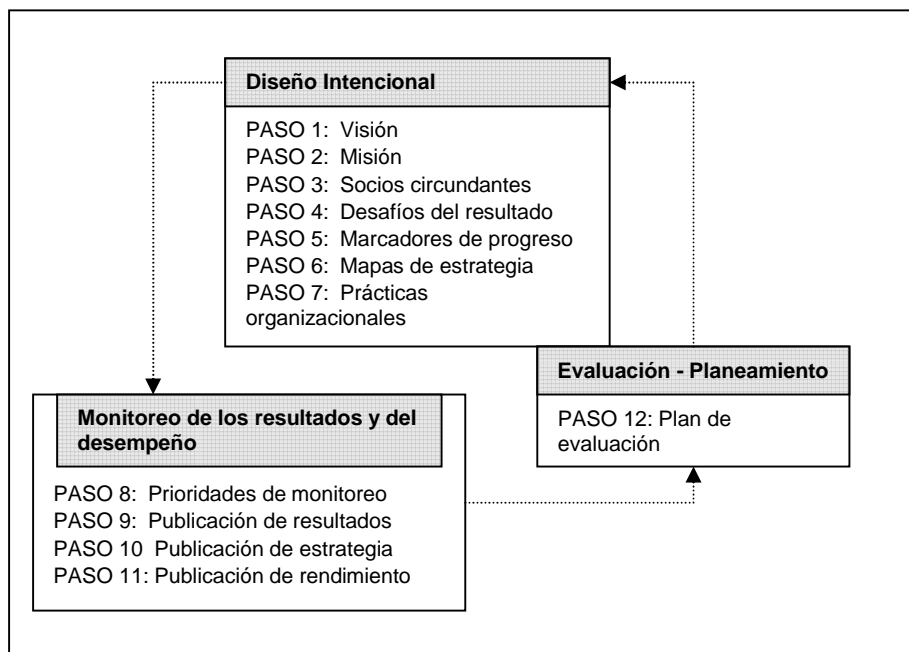 Diseño Intencional
PASO 1: Visión
PASO 2: Misión
PASO 3: Socios circundantes
PASO 4: Desafíos del resultado
PASO 5: Marcadores de progreso
PASO 6: Mapas de estrategia
PASO 7: Prácticas
organizacionales
Evaluación - Planeamiento
PASO 12: Plan de
evaluación
Monitoreo de los resultados y del
desempeño
PASO 8: Prioridades de monitoreo
PASO 9: Publicación de resultados
PASO 10 Publicación de estrategia
PASO 11: Publicación de rendimiento